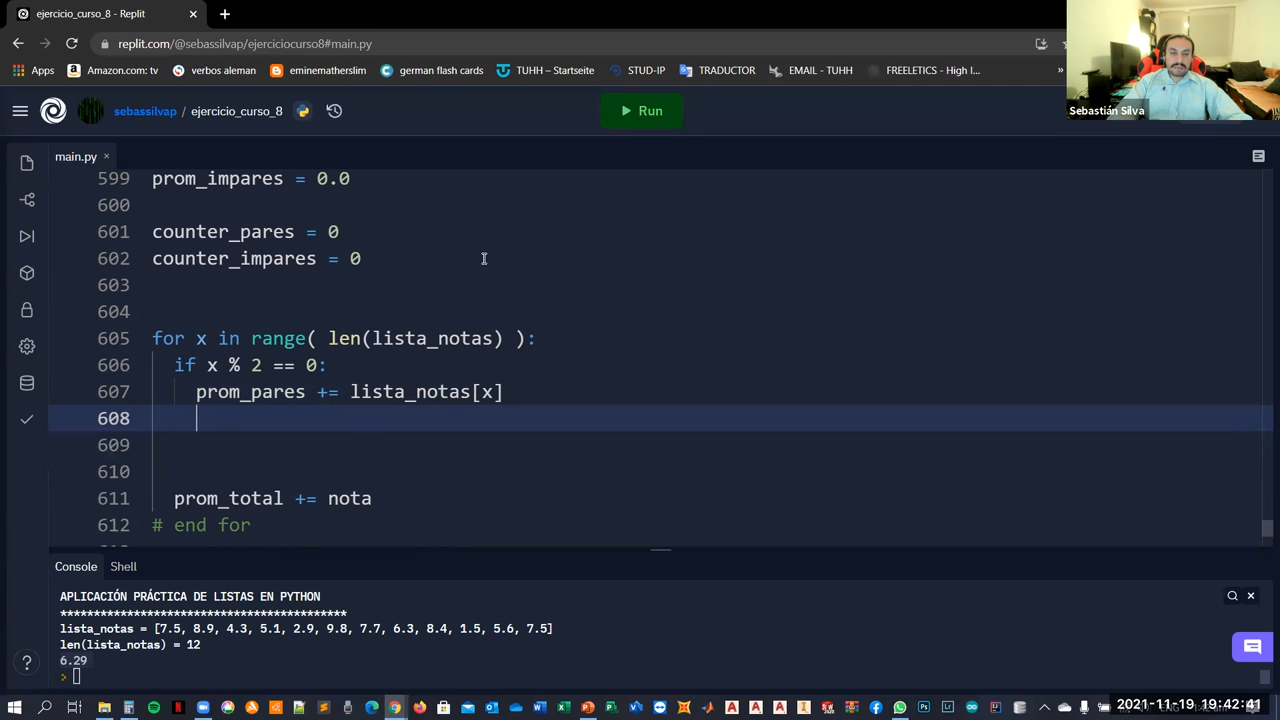 ejercicio_curso_8 - Replit
replit.com/@sebassilvap/ejerciciocurso8#main.py
Apps
Amazon.com: tv
verbos aleman
eminemathslim
german flas
TUHH – Startseite
STUD-IP
TRADUCTOR
EMAIL - TUHH
FREELETICS - High I...
»
Sebastián Silva
sebassilvap / ejercicio_curso_8
Run
main.py
599 prom_impares = 0.0
600
601 counter_pares = 0
602 counter_impares = 0
603
604
605 for x in range( len(lista_notas) ):
606 if x % 2 == 0:
607 prom_pares += lista_notas[x]
608
609
610
611 prom_total += nota
612 # end for
Console
Shell
APLICACIÓN PRÁCTICA DE LISTAS EN PYTHON
*******************************************
lista_notas = [7.5, 8.9, 4.3, 5.1, 2.9, 9.8, 7.7, 6.3, 8.4, 1.5, 5.6, 7.5]
len(lista_notas) = 12
6.29
>
2021-11-19 19:42:41